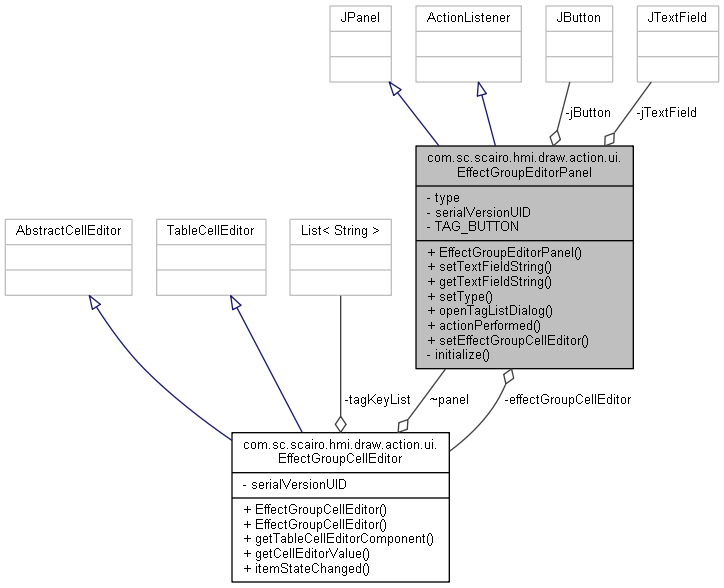 JPanel
ActionListener
JButton
JTextField
-jButton
-jTextField
com.sc.scairo.hmi.draw.action.ui.
EffectGroupEditorPanel
- type
- serialVersionUID
- TAG_BUTTON
+ EffectGroupEditorPanel()
+ setTextFieldString()
+ getTextFieldString()
+ setType()
+ openTagListDialog()
+ actionPerformed()
+ setEffectGroupCellEditor()
- initialize()
AbstractCellEditor
TableCellEditor
List< String >
-tagKeyList
~panel
-effectGroupCellEditor
com.sc.scairo.hmi.draw.action.ui.
EffectGroupCellEditor
- serialVersionUID
+ EffectGroupCellEditor()
+ EffectGroupCellEditor()
+ getTableCellEditorComponent()
+ getCellEditorValue()
+ itemStateChanged()